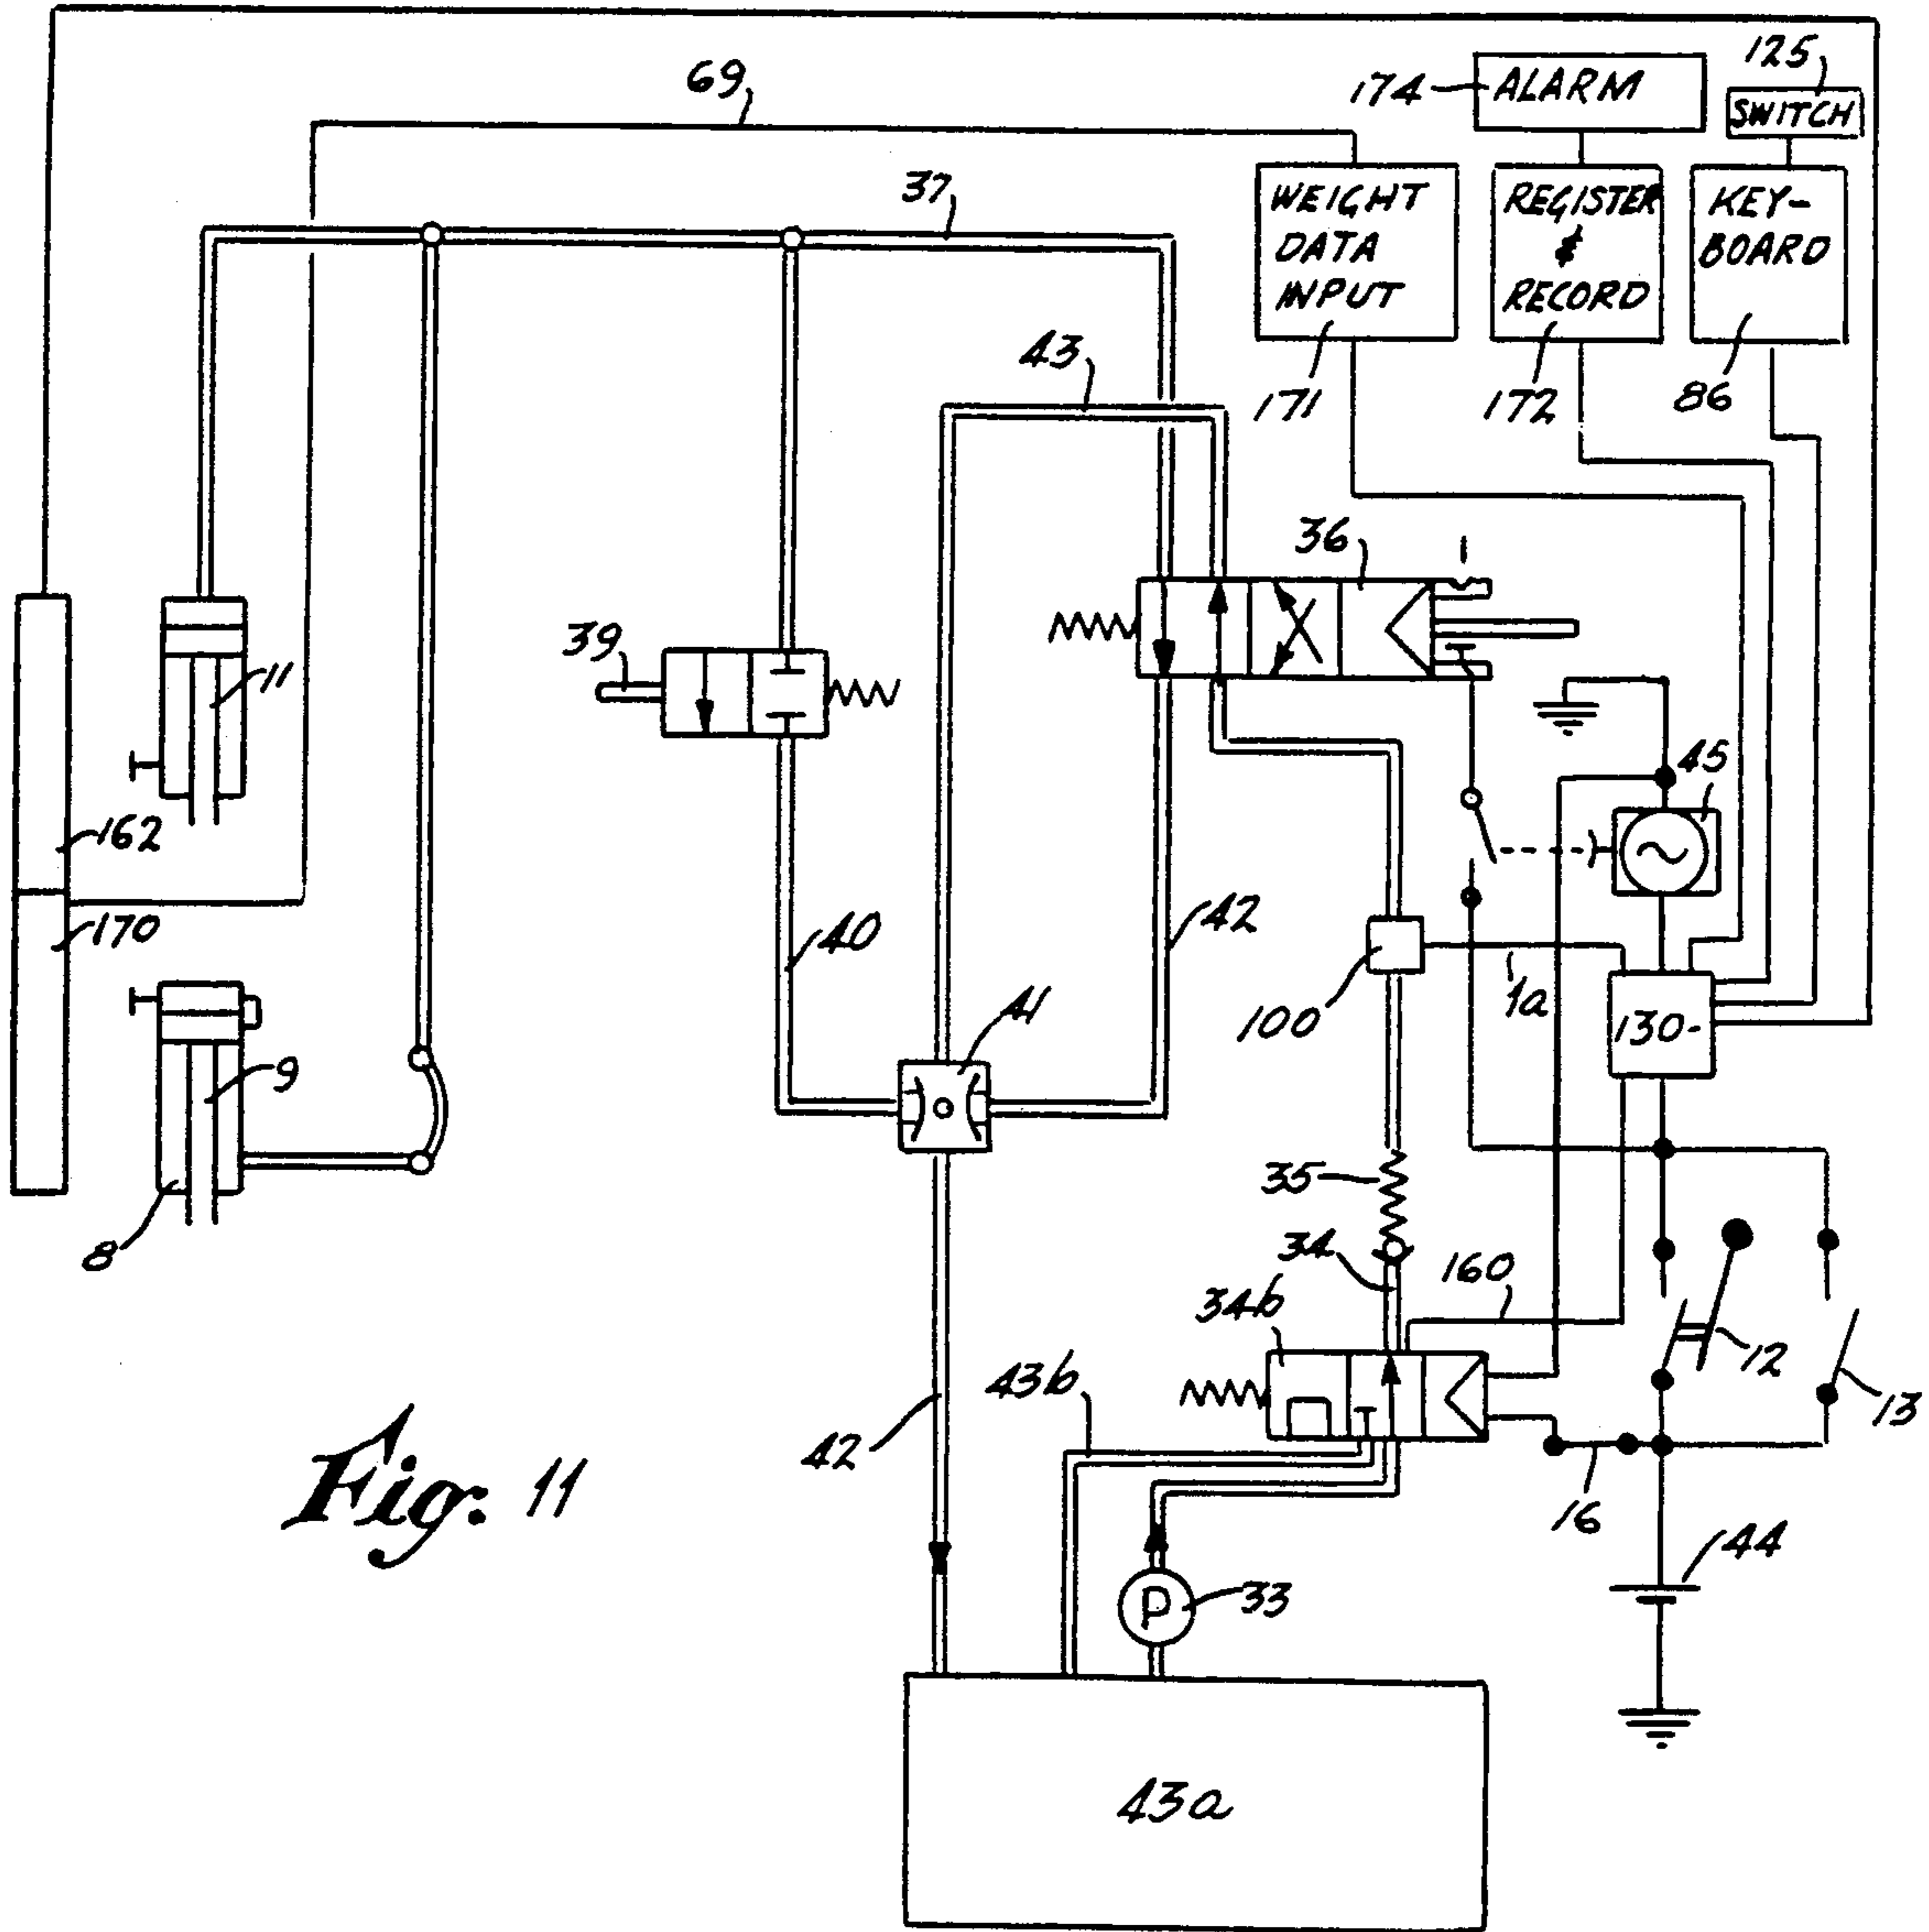 69
174
ALARM
125
SWITCH
37
WEIGHT
DATA
INPUT
REGISTER
&
RECORD
KEY-
BOARD
43
171
172
86
36
39
11
45
162
170
40
42
41
100
1a
130
9
35
8
34
160
34b
12
43b
13
42
16
Fig. 11
44
P
33
43a